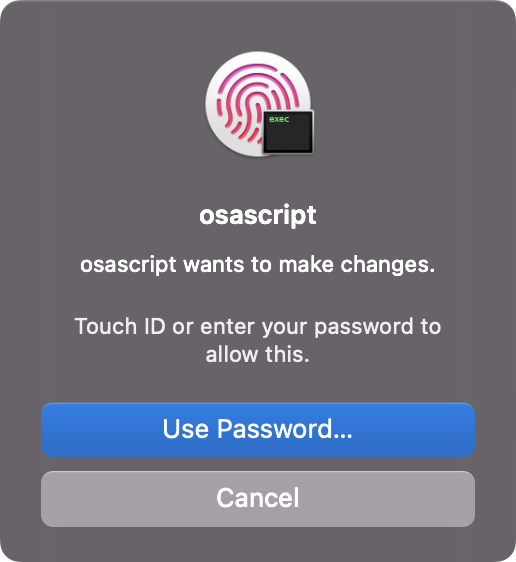 exec
osascript
osascript wants to make changes.
Touch ID or enter your password to
allow this.
Use Password...
Cancel